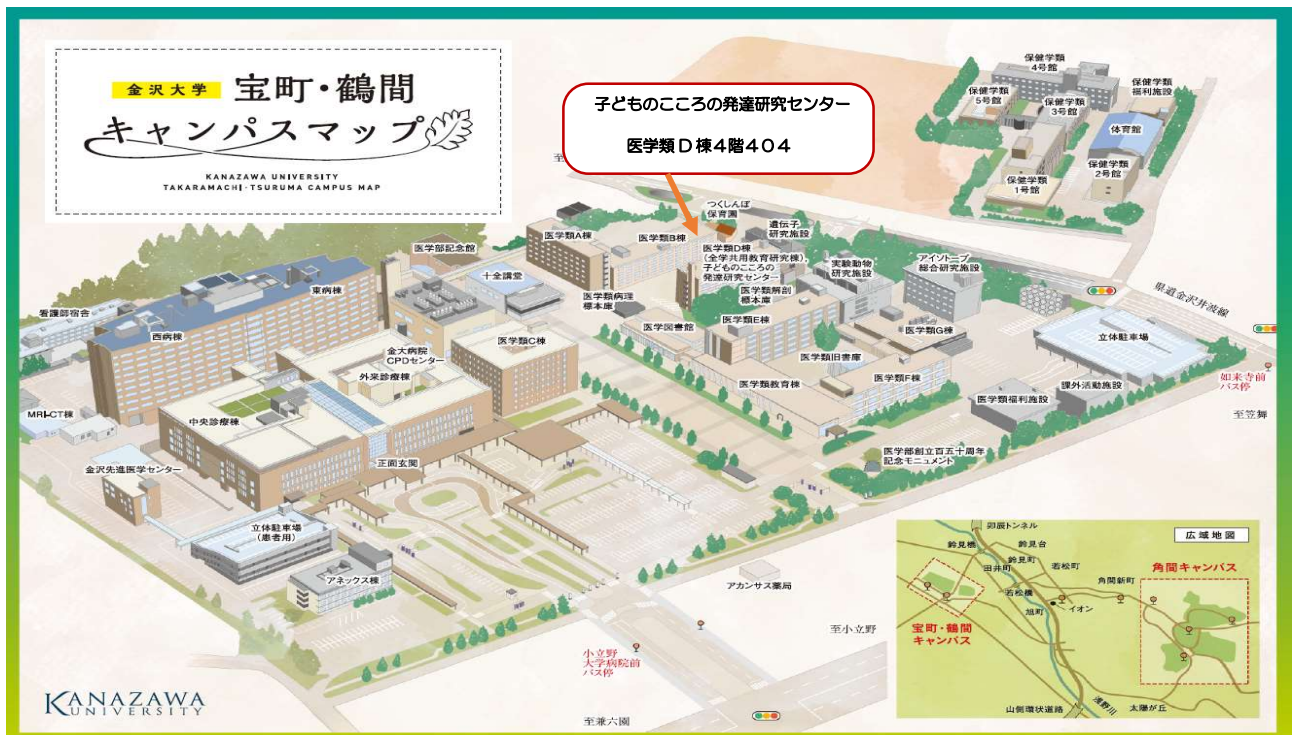 金沢大学 宝町・鶴間
キャンパスマップ
KANAZAWA UNIVERSITY
TAKARAMACHI・TSURUMA CAMPUS MAP
子どものこころの発達研究センター
医学類D棟4階404
至
保健学類
4号館
保健学類
福利施設
保健学類
5号館
保健学類
3号館
体育館
保健学類
2号館
保健学類
1号館
つくしんぼ
保育園
遺伝子
研究施設
医学類A棟
医学類B棟
医学類D棟
(全学共用教育研究棟),
子どものこころの
発達研究センター
医学部記念館
十全講堂
実験動物
研究施設
アイソトープ
総合研究施設
医学類解剖
標本庫
医学類病理
標本庫
東病棟
看護師宿舎
西病棟
医学図書館
医学類E棟
医学類G棟
県道金沢井波線
立体駐車場
金大病院
CPDセンター
医学類C棟
外来診療棟
医学類旧書庫
医学類教育棟
医学類F棟
課外活動施設
医学類福利施設
如来寺前
バス停
至笠舞
MRI-CT棟
中央診療棟
正面玄関
金沢先進医学センター
医学部創立百五十周年
記念モニュメント
立体駐車場
(患者用)
アネックス棟
アカンサス薬局
至小立野
小立野
大学病院前
バス停
至兼六園
KANAZAWA
UNIVERSITY
広域地図
卯辰トンネル
鈴見橋
鈴見台
鈴見町
田井町
若松町
角間キャンパス
角間新町
若松橋
イオン
旭町
宝町・鶴間
キャンパス
浅野川
山側環状道路
太陽が丘